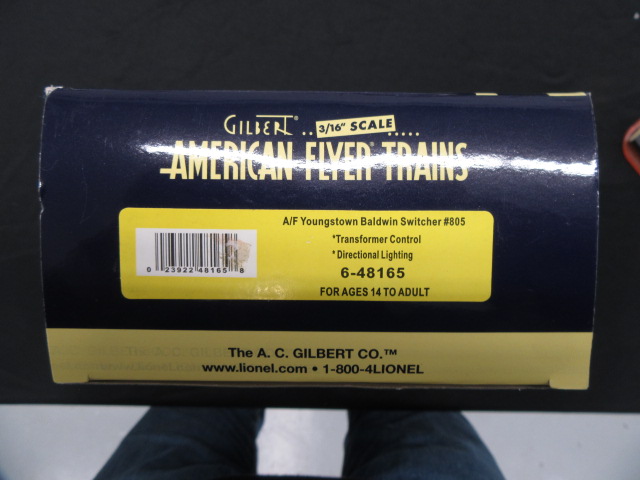 GILBERT ® ..3/16" SCALE.....
AMERICAN FLYER® TRAINS
A/F Youngstown Baldwin Switcher #805
*Transformer Control
*Directional Lighting
6-48165
FOR AGES 14 TO ADULT
0 23922 48165 8
The A. C. GILBERT CO.™
www.lionel.com • 1-800-4LIONEL